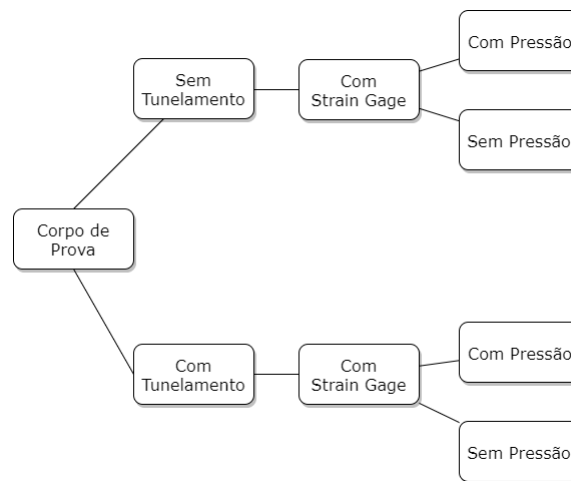 Com Pressão
Sem
Tunelamento
Com
Strain Gage
Sem Pressão
Corpo de
Prova
Com
Tunelamento
Com
Strain Gage
Com Pressão
Sem Pressão